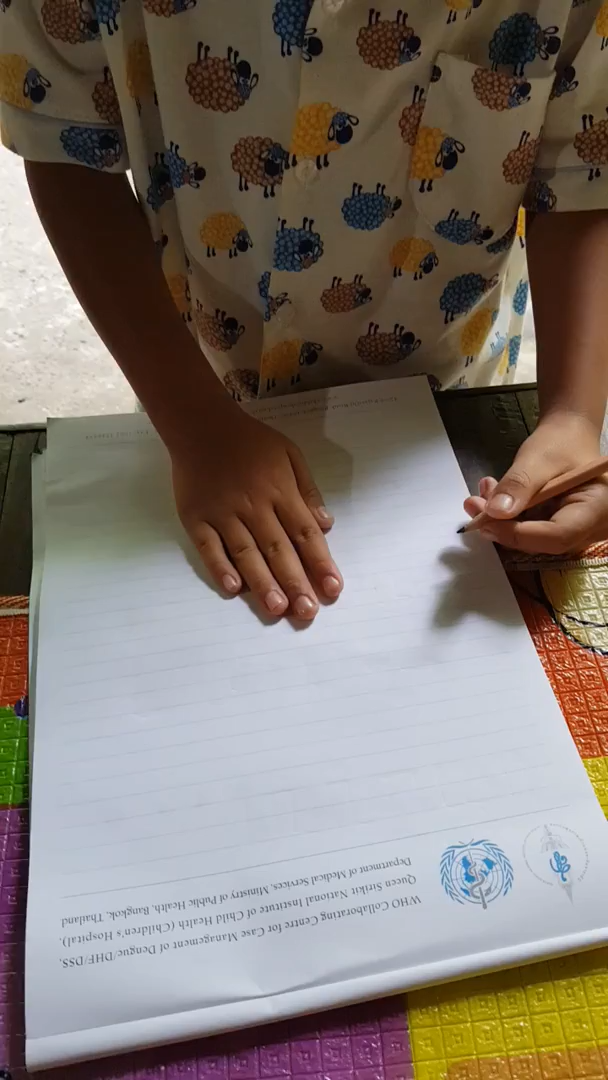 WHO Collaborating Centre for Case Management of Dengue/DHF/DSS,
Queen Sirikit National Institute of Child Health (Children's Hospital),
Department of Medical Services, Ministry of Public Health, Bangkok, Thailand